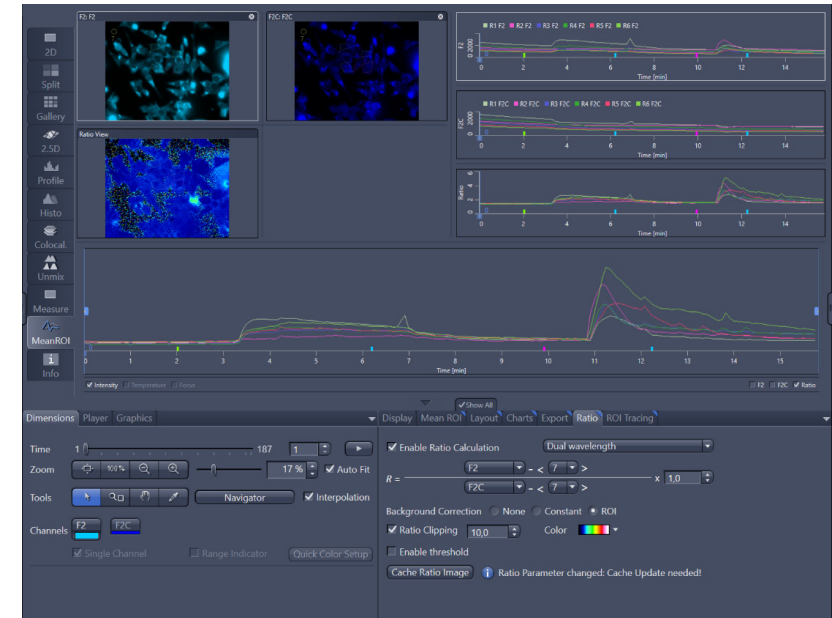 F2: F2
F2C: F2C
Ratio View
2D
Split
Gallery
2.5D
Profile
Histo
Colocal.
Unmix
Measure
MeanROI
Info
R1 F2 R2 F2 R3 F2 R4 F2 R5 F2 R6 F2
F2
0 2000
0 2 4 6 8 10 12 14
Time [min]
R1 F2C R2 F2C R3 F2C R4 F2C R5 F2C R6 F2C
F2C
0 2000
0 2 4 6 8 10 12 14
Time [min]
Ratio
0 2 4 6
0 2 4 6 8 10 12 14
Time [min]
0 1 2 3 4 5 6 7 8 9 10 11 12 13 14 15
Time [min]
Intensity Temperature Focus
F2 F2C Ratio
Show All
Dimensions Player Graphics
Time 1 187 1
Zoom 100% 17 % Auto Fit
Tools Navigator Interpolation
Channels F2 F2C
Single Channel Range Indicator Quick Color Setup
Display Mean ROI Layout Charts Export Ratio ROI Tracing
Enable Ratio Calculation Dual wavelength
F2 - < 7 >
R = x 1,0
F2C - < 7 >
Background Correction None Constant ROI
Ratio Clipping 10,0 Color
Enable threshold
Cache Ratio Image Ratio Parameter changed: Cache Update needed!